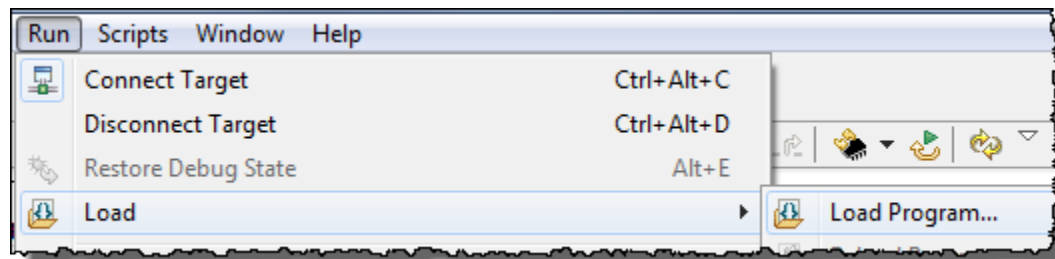 Run Scripts Window Help
Connect Target Ctrl+Alt+C
Disconnect Target Ctrl+Alt+D
Restore Debug State Alt+E
Load Load Program...